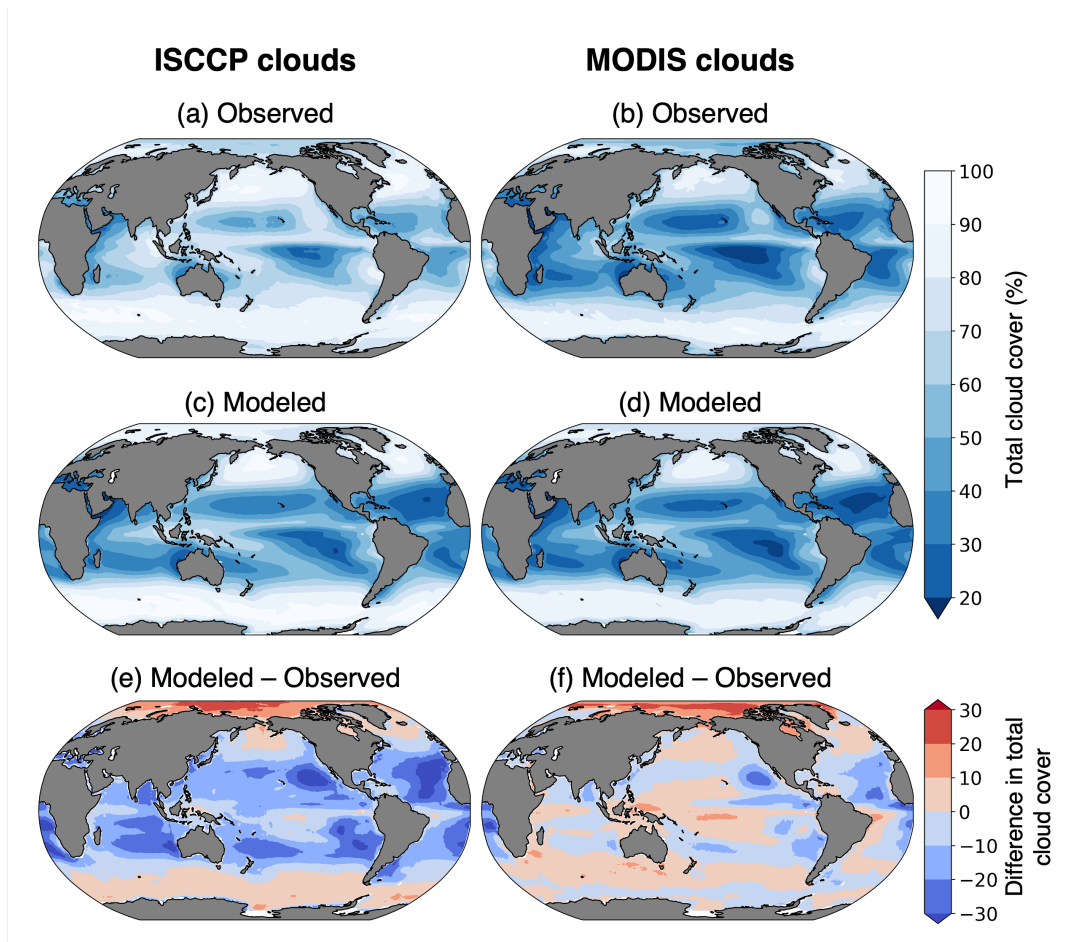 ISCCP clouds
MODIS clouds
(a) Observed
(b) Observed
(c) Modeled
(d) Modeled
100
90
80
70
60
50
40
30
20
Total cloud cover (%)
(e) Modeled – Observed
(f) Modeled – Observed
30
20
10
0
−10
−20
−30
Difference in total
cloud cover